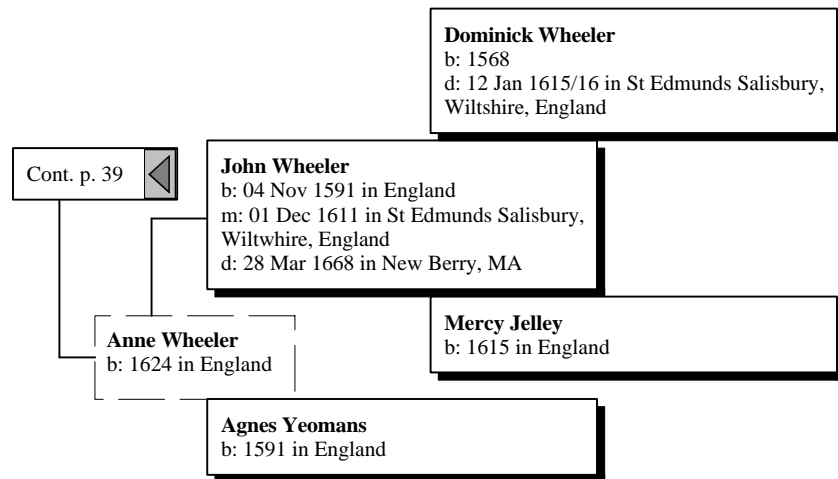 Dominick Wheeler
b: 1568
d: 12 Jan 1615/16 in St Edmunds Salisbury,
Wiltshire, England
Cont. p. 39
John Wheeler
b: 04 Nov 1591 in England
m: 01 Dec 1611 in St Edmunds Salisbury,
Wiltwhire, England
d: 28 Mar 1668 in New Berry, MA
Mercy Jelley
b: 1615 in England
Anne Wheeler
b: 1624 in England
Agnes Yeomans
b: 1591 in England